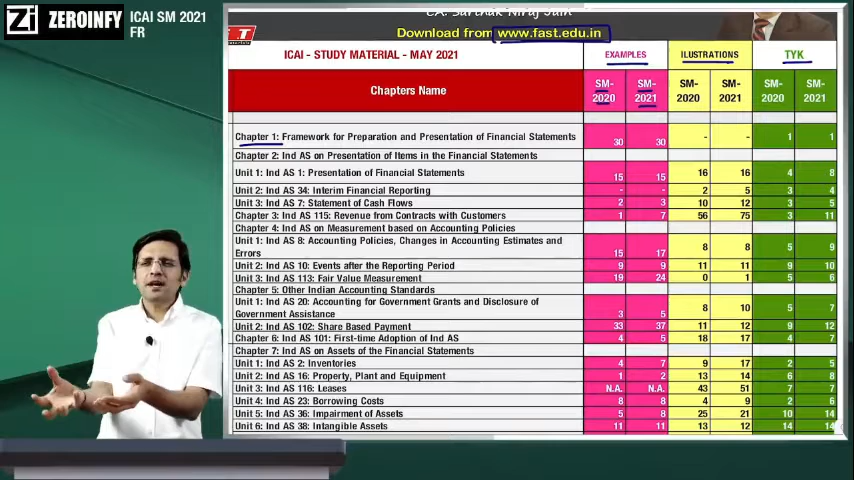 Zi ZEROINFY
ICAI SM 2021
FR
CA. Sarthak Niraj Jain
Download from www.fast.edu.in
ICAI - STUDY MATERIAL - MAY 2021 EXAMPLES ILUSTRATIONS TYK
Chapters Name SM-2020 SM-2021 SM-2020 SM-2021 SM-2020 SM-2021
Chapter 1: Framework for Preparation and Presentation of Financial Statements 30 30 - - 1 1
Chapter 2: Ind AS on Presentation of Items in the Financial Statements
Unit 1: Ind AS 1: Presentation of Financial Statements 15 15 16 16 4 8
Unit 2: Ind AS 34: Interim Financial Reporting - - 2 5 3 4
Unit 3: Ind AS 7: Statement of Cash Flows 2 3 10 12 3 5
Chapter 3: Ind AS 115: Revenue from Contracts with Customers 1 7 56 75 3 11
Chapter 4: Ind AS on Measurement based on Accounting Policies
Unit 1: Ind AS 8: Accounting Policies, Changes in Accounting Estimates and
Errors 15 17 8 8 5 9
Unit 2: Ind AS 10: Events after the Reporting Period 9 9 11 11 9 10
Unit 3: Ind AS 113: Fair Value Measurement 19 24 0 1 5 6
Chapter 5: Other Indian Accounting Standards
Unit 1: Ind AS 20: Accounting for Government Grants and Disclosure of
Government Assistance 3 5 8 10 5 7
Unit 2: Ind AS 102: Share Based Payment 33 37 11 12 9 12
Chapter 6: Ind AS 101: First-time Adoption of Ind AS 4 5 18 17 4 7
Chapter 7: Ind AS on Assets of the Financial Statements
Unit 1: Ind AS 2: Inventories 4 7 9 17 2 5
Unit 2: Ind AS 16: Property, Plant and Equipment 1 2 13 14 6 8
Unit 3: Ind AS 116: Leases N.A. N.A. 43 51 7 7
Unit 4: Ind AS 23: Borrowing Costs 8 8 4 9 2 6
Unit 5: Ind AS 36: Impairment of Assets 5 8 25 21 10 14
Unit 6: Ind AS 38: Intangible Assets 11 11 13 12 14 14